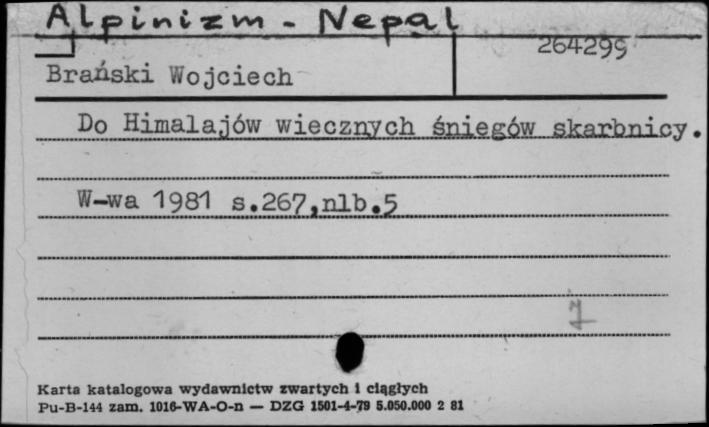 Alpinizm - Nepal
264299
Brański Wojciech
Do Himalajów wiecznych śniegów skarbnicy.
W-wa 1981 s.267,nlb.5
7
Karta katalogowa wydawnictw zwartych i ciągłych
Pu-B-144 zam. 1016-WA-O-n — DZG 1501-4-79 5.050.000 2 81